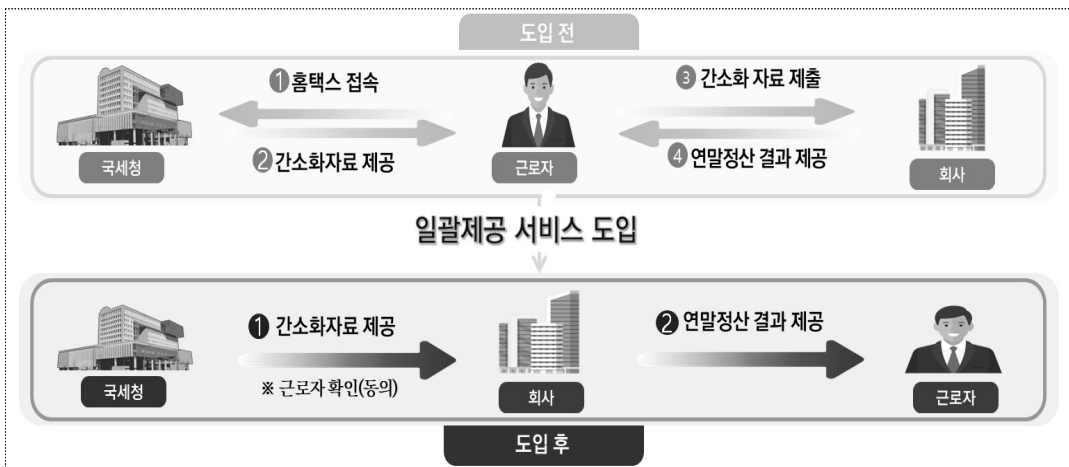 도입 전
❶ 홈택스 접속
❷ 간소화자료 제공
❸ 간소화 자료 제출
❹ 연말정산 결과 제공
국세청
근로자
회사
일괄제공 서비스 도입
❶ 간소화자료 제공
※ 근로자 확인(동의)
❷ 연말정산 결과 제공
국세청
회사
근로자
도입 후